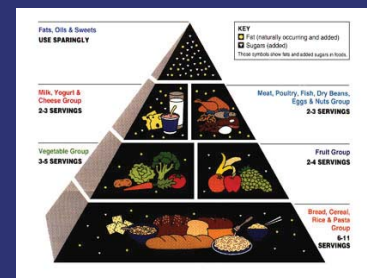 Fats, Oils & Sweets
USE SPARINGLY
KEY
Fat (naturally occurring and added)
Sugars (added)
These symbols show fats and added sugars in foods.
Milk, Yogurt &
Cheese Group
2-3 SERVINGS
Meat, Poultry, Fish, Dry Beans,
Eggs & Nuts Group
2-3 SERVINGS
Vegetable Group
3-5 SERVINGS
Fruit Group
2-4 SERVINGS
Bread, Cereal,
Rice & Pasta
Group
6-11
SERVINGS